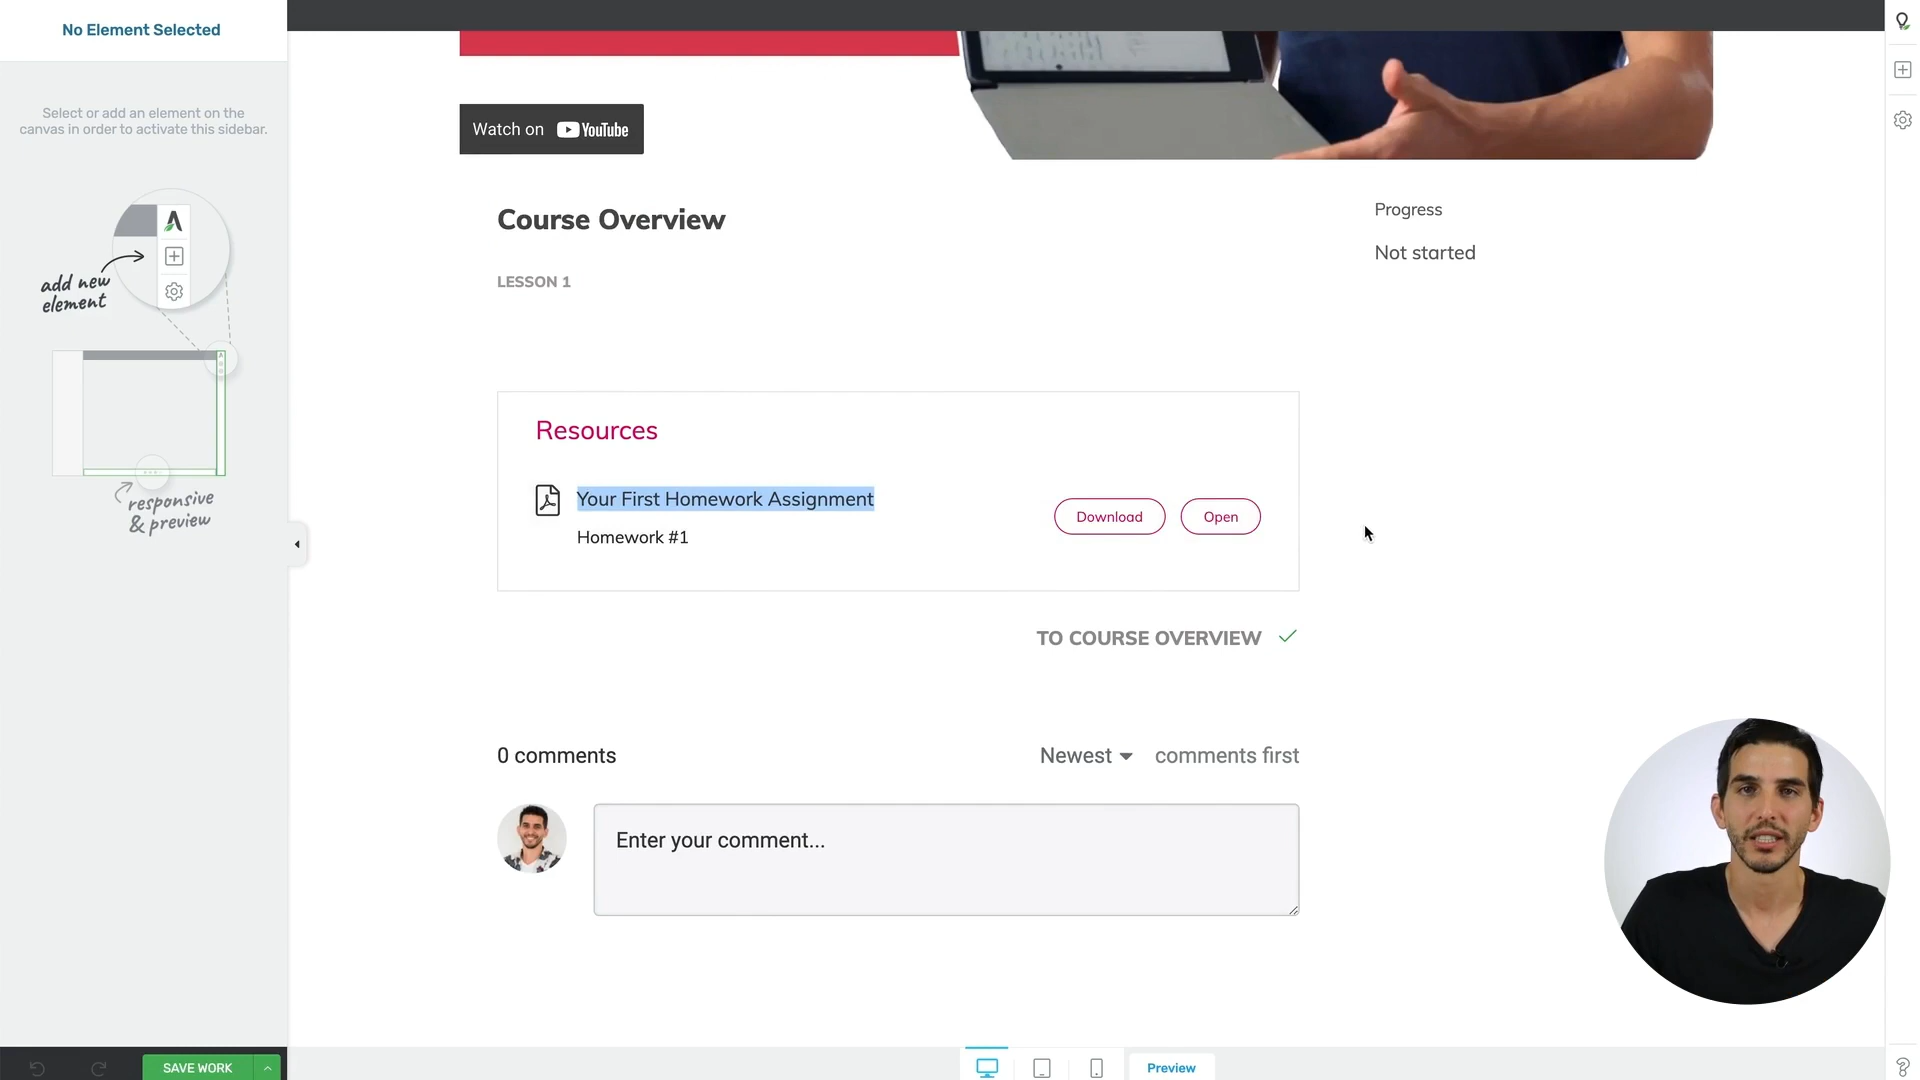 No Element Selected
Select or add an element on the
canvas in order to activate this sidebar.
add new
element
responsive
& preview
SAVE WORK
Watch on YouTube
Course Overview
LESSON 1
Progress
Not started
Resources
Your First Homework Assignment
Homework #1
Download
Open
TO COURSE OVERVIEW
0 comments
Newest
comments first
Enter your comment...
Preview